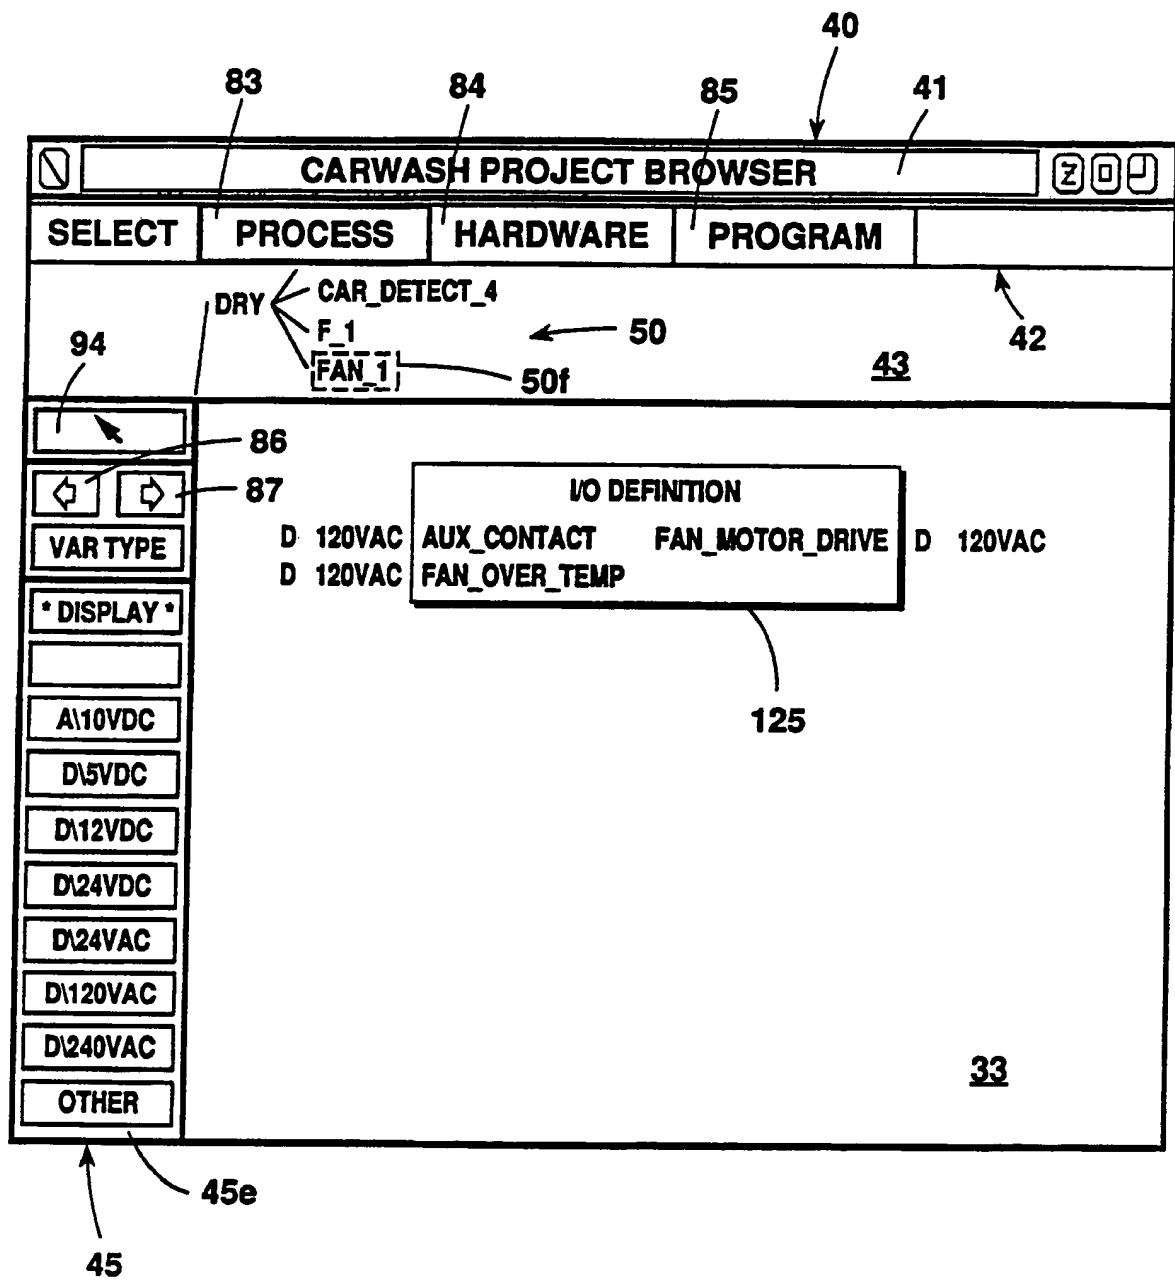 40
83 84 85 41
CARWASH PROJECT BROWSER Z
SELECT PROCESS HARDWARE PROGRAM
DRY CAR_DETECT_4
F_1
FAN_1
50
50f
43
42
94
86
87
VAR TYPE
* DISPLAY *
A\10VDC
D\5VDC
D\12VDC
D\24VDC
D\24VAC
D\120VAC
D\240VAC
OTHER
I/O DEFINITION
D 120VAC AUX_CONTACT FAN_MOTOR_DRIVE D 120VAC
D 120VAC FAN_OVER_TEMP
125
33
45e
45